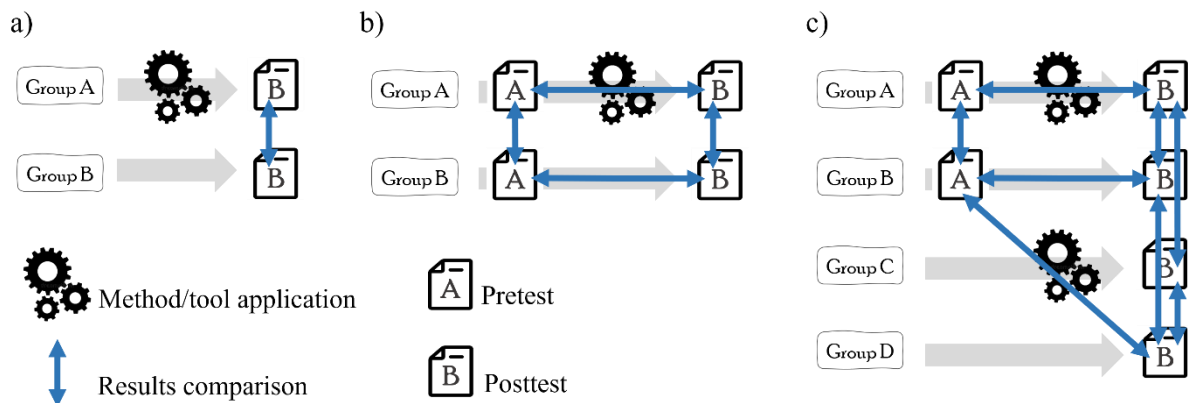 a)
Group A
B
Group B
B
b)
Group A
A
B
Group B
A
B
c)
Group A
A
B
Group B
A
B
Group C
B
Group D
B
Method/tool application
Results comparison
A Pretest
B Posttest